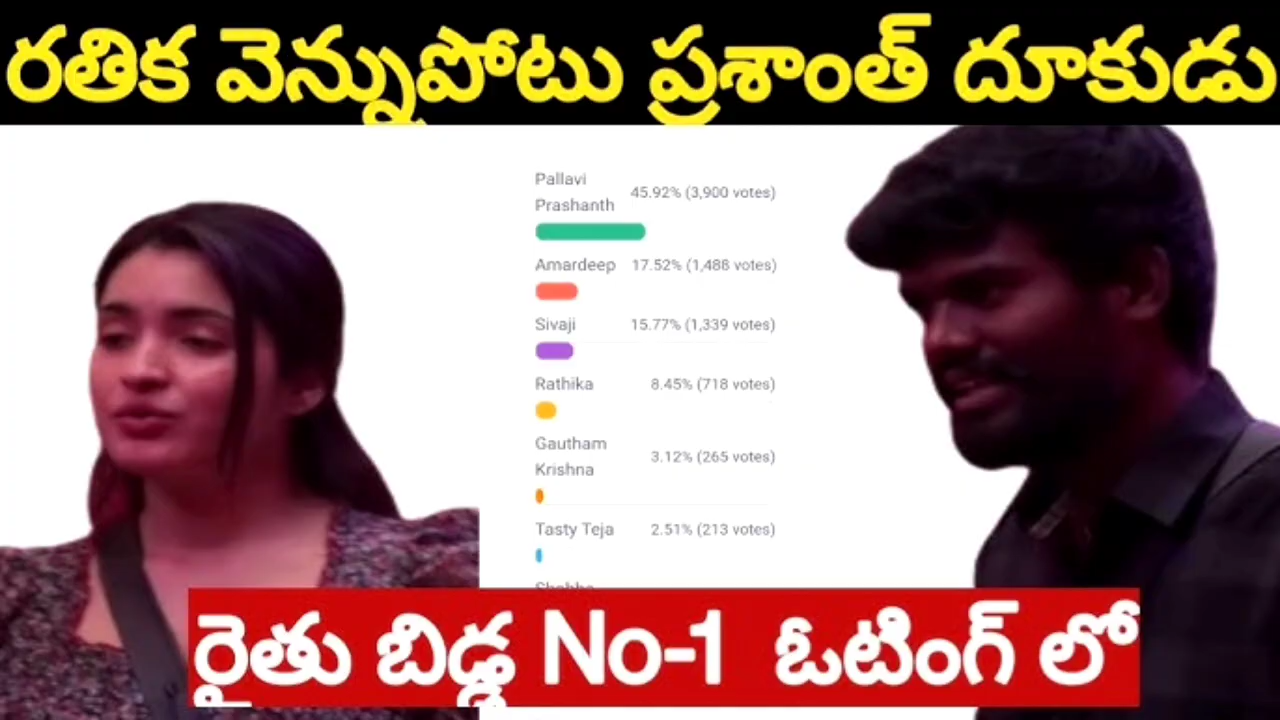 రతిక వెన్నుపోటు ప్రశాంత్ దూకుడు
Pallavi
Prashanth 45.92% (3,900 votes)
Amardeep 17.52% (1,488 votes)
Sivaji 15.77% (1,339 votes)
Rathika 8.45% (718 votes)
Gautham
Krishna 3.12% (265 votes)
Tasty Teja 2.51% (213 votes)
రైతు బిడ్డ No-1 ఓటింగ్ లో